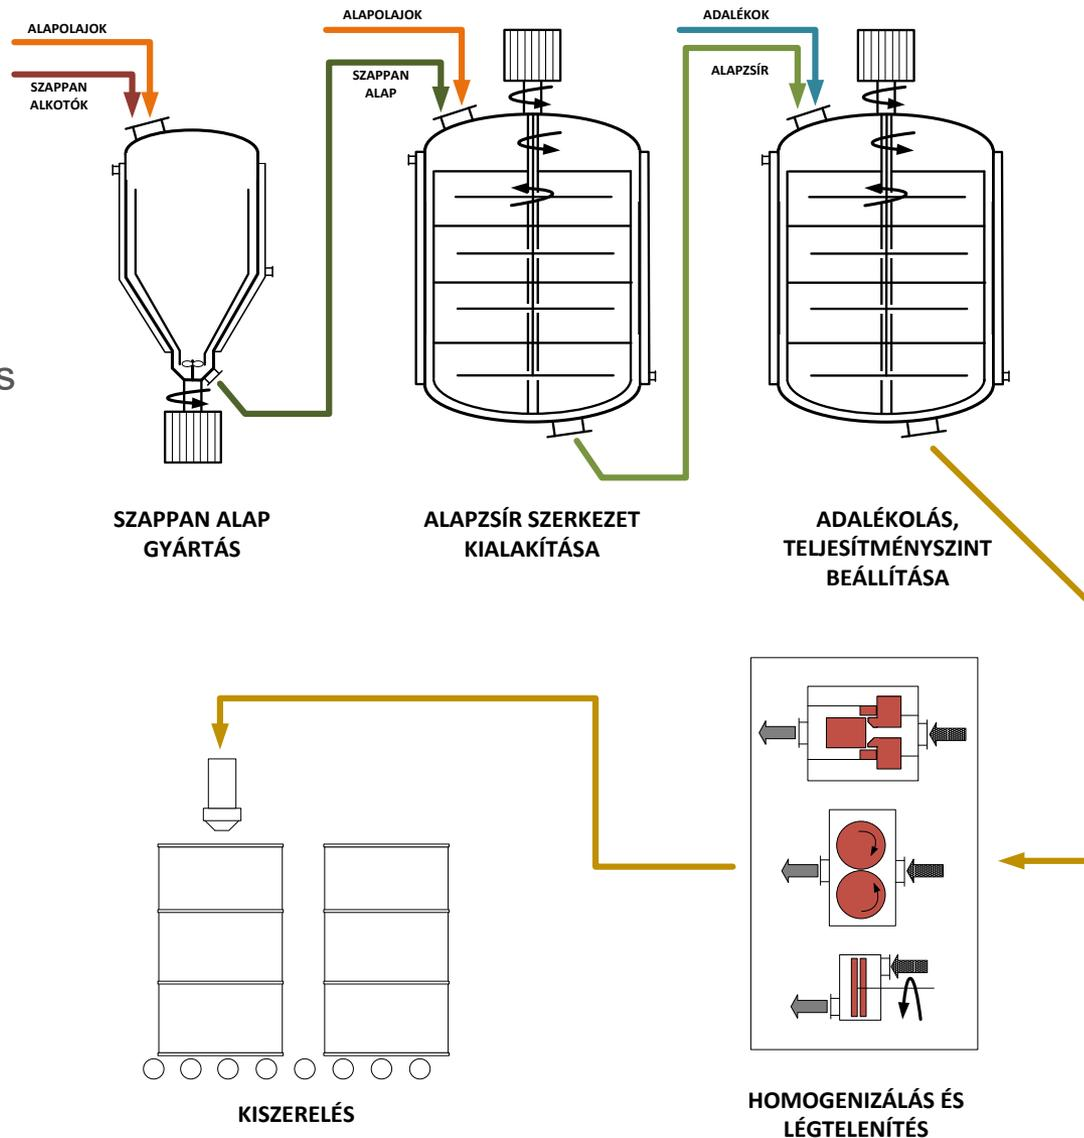 ALAPOLAJOK
SZAPPAN
ALKOTÓK
ALAPOLAJOK
SZAPPAN
ALAP
ADALÉKOK
ALAPZSÍR
S
SZAPPAN ALAP
GYÁRTÁS
ALAPZSÍR SZERKEZET
KIALAKÍTÁSA
ADALÉKOLÁS,
TELJESÍTMÉNYSZINT
BEÁLLÍTÁSA
KISZERELÉS
HOMOGENIZÁLÁS ÉS
LÉGTELENÍTÉS